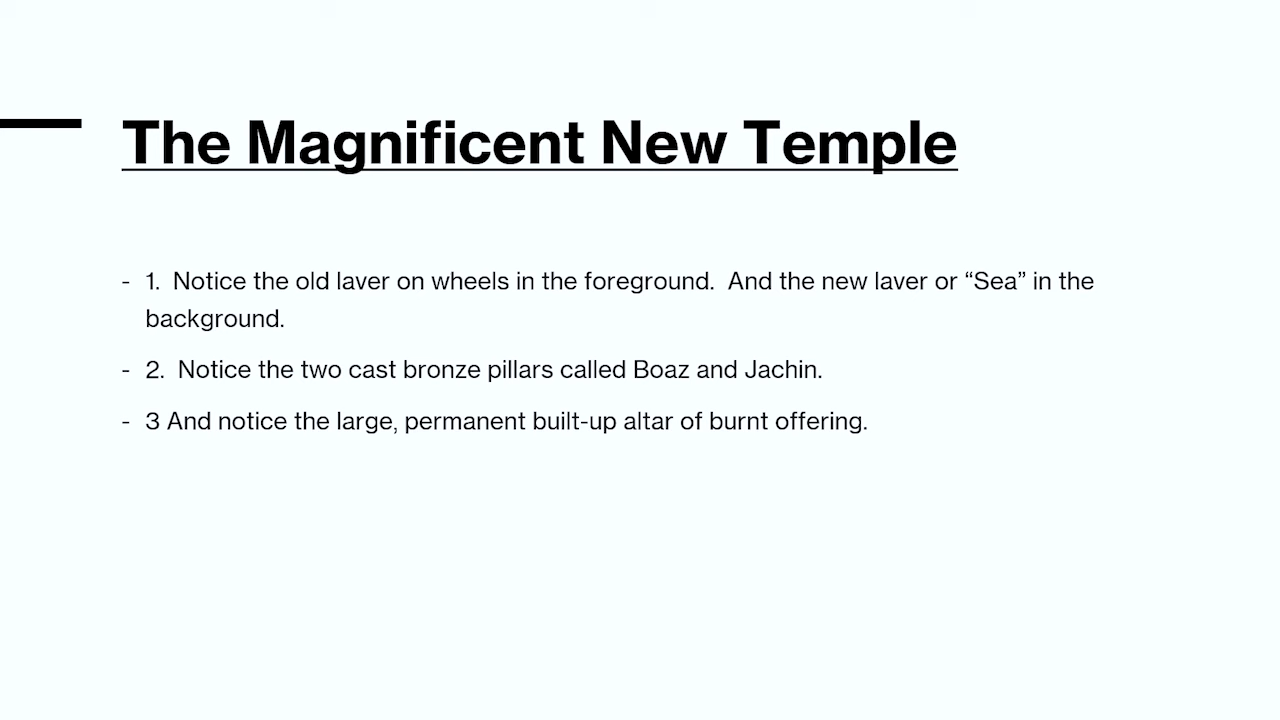 The Magnificent New Temple
- 1.  Notice the old laver on wheels in the foreground.  And the new laver or “Sea” in the
background.
- 2.  Notice the two cast bronze pillars called Boaz and Jachin.
- 3 And notice the large, permanent built-up altar of burnt offering.